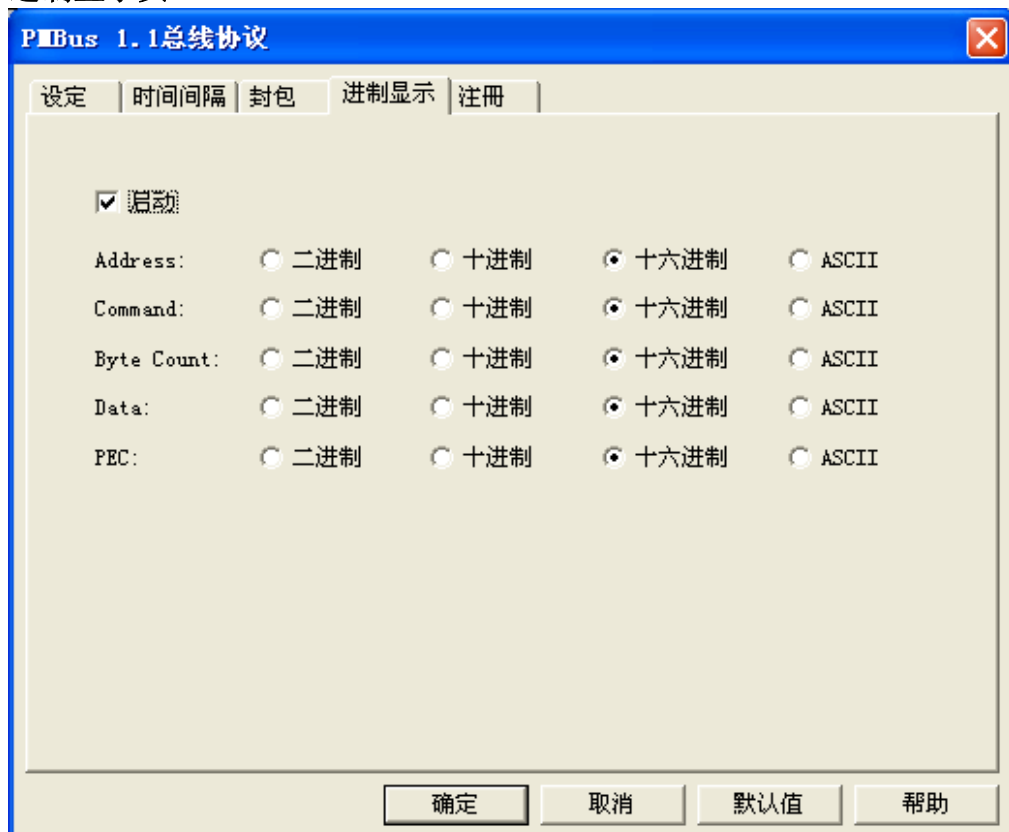 PMBus 1.1总线协议
设定 时间间隔 封包 进制显示 注冊
启动
Address: 二进制 十进制 十六进制 ASCII
Command: 二进制 十进制 十六进制 ASCII
Byte Count: 二进制 十进制 十六进制 ASCII
Data: 二进制 十进制 十六进制 ASCII
PEC: 二进制 十进制 十六进制 ASCII
确定 取消 默认值 帮助